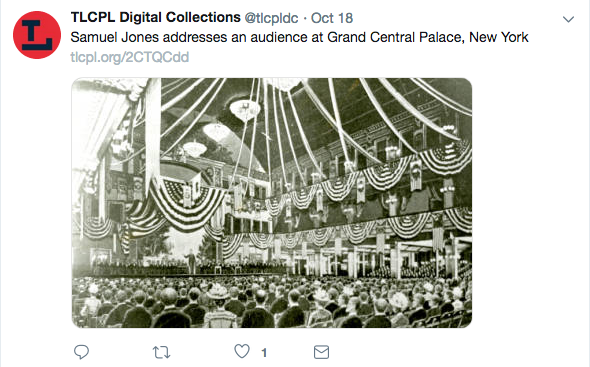 TLCPL Digital Collections @tlcpldc · Oct 18
Samuel Jones addresses an audience at Grand Central Palace, New York
tlcpl.org/2CTQCdd
1